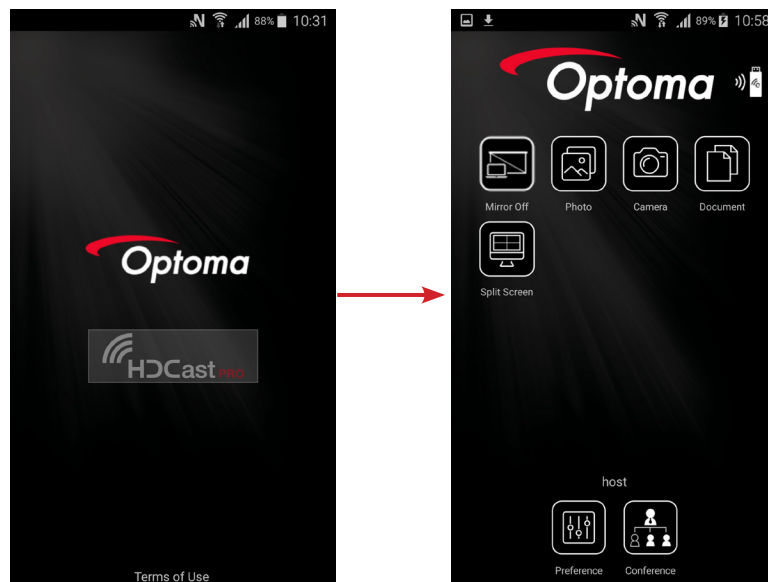 88% 10:31
Optoma
HDCast PRO
Terms of Use
89% 10:58
Optoma
Mirror Off Photo Camera Document
Split Screen
host
Preference Conference